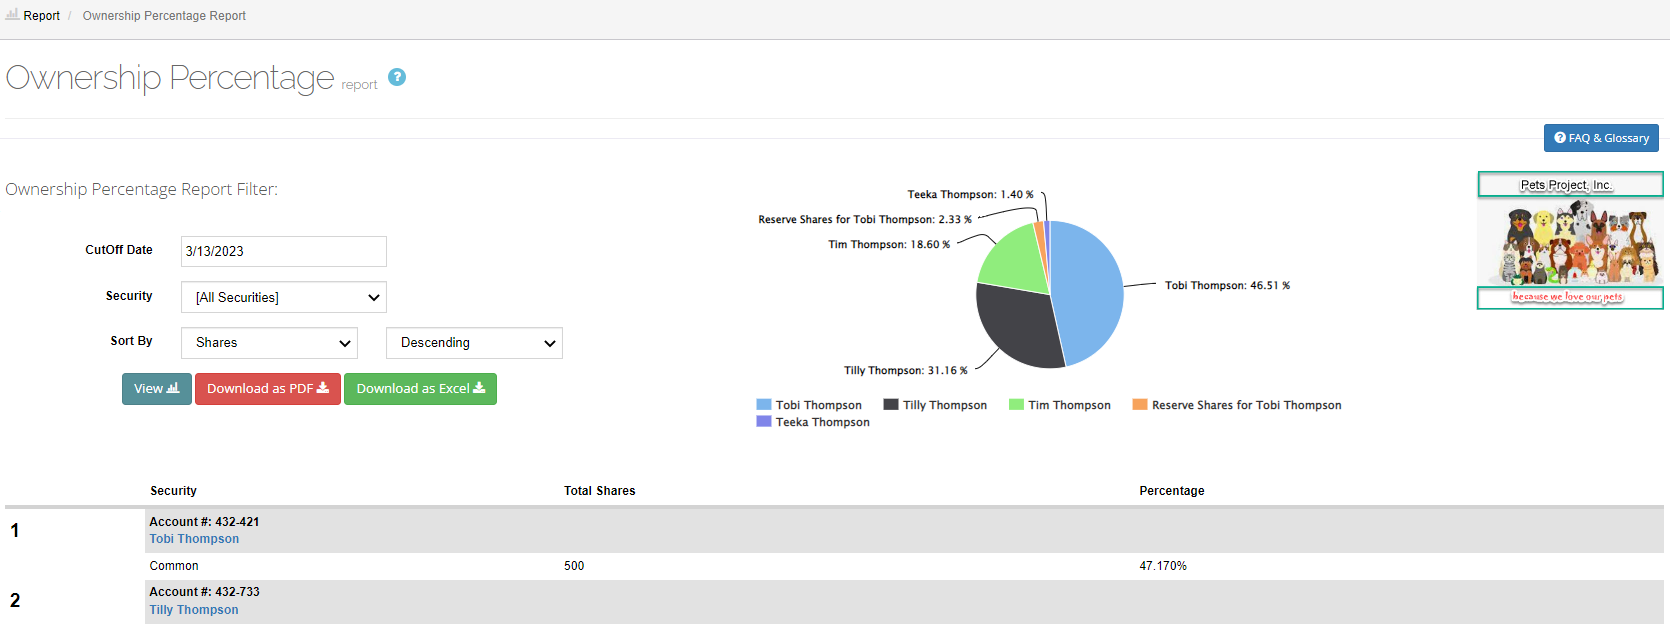 Report / Ownership Percentage Report
Ownership Percentage report ?
? FAQ & Glossary
Ownership Percentage Report Filter:
CutOff Date 3/13/2023
Security [All Securities]
Sort By Shares Descending
View Download as PDF Download as Excel
Teeka Thompson: 1.40 %
Reserve Shares for Tobi Thompson: 2.33 %
Tim Thompson: 18.60 %
Tobi Thompson: 46.51 %
Tilly Thompson: 31.16 %
Tobi Thompson Tilly Thompson Tim Thompson Reserve Shares for Tobi Thompson
Teeka Thompson
Pets Project, Inc.
because we love our pets
Security Total Shares Percentage
1 Account #: 432-421
Tobi Thompson
Common 500 47.170%
2 Account #: 432-733
Tilly Thompson